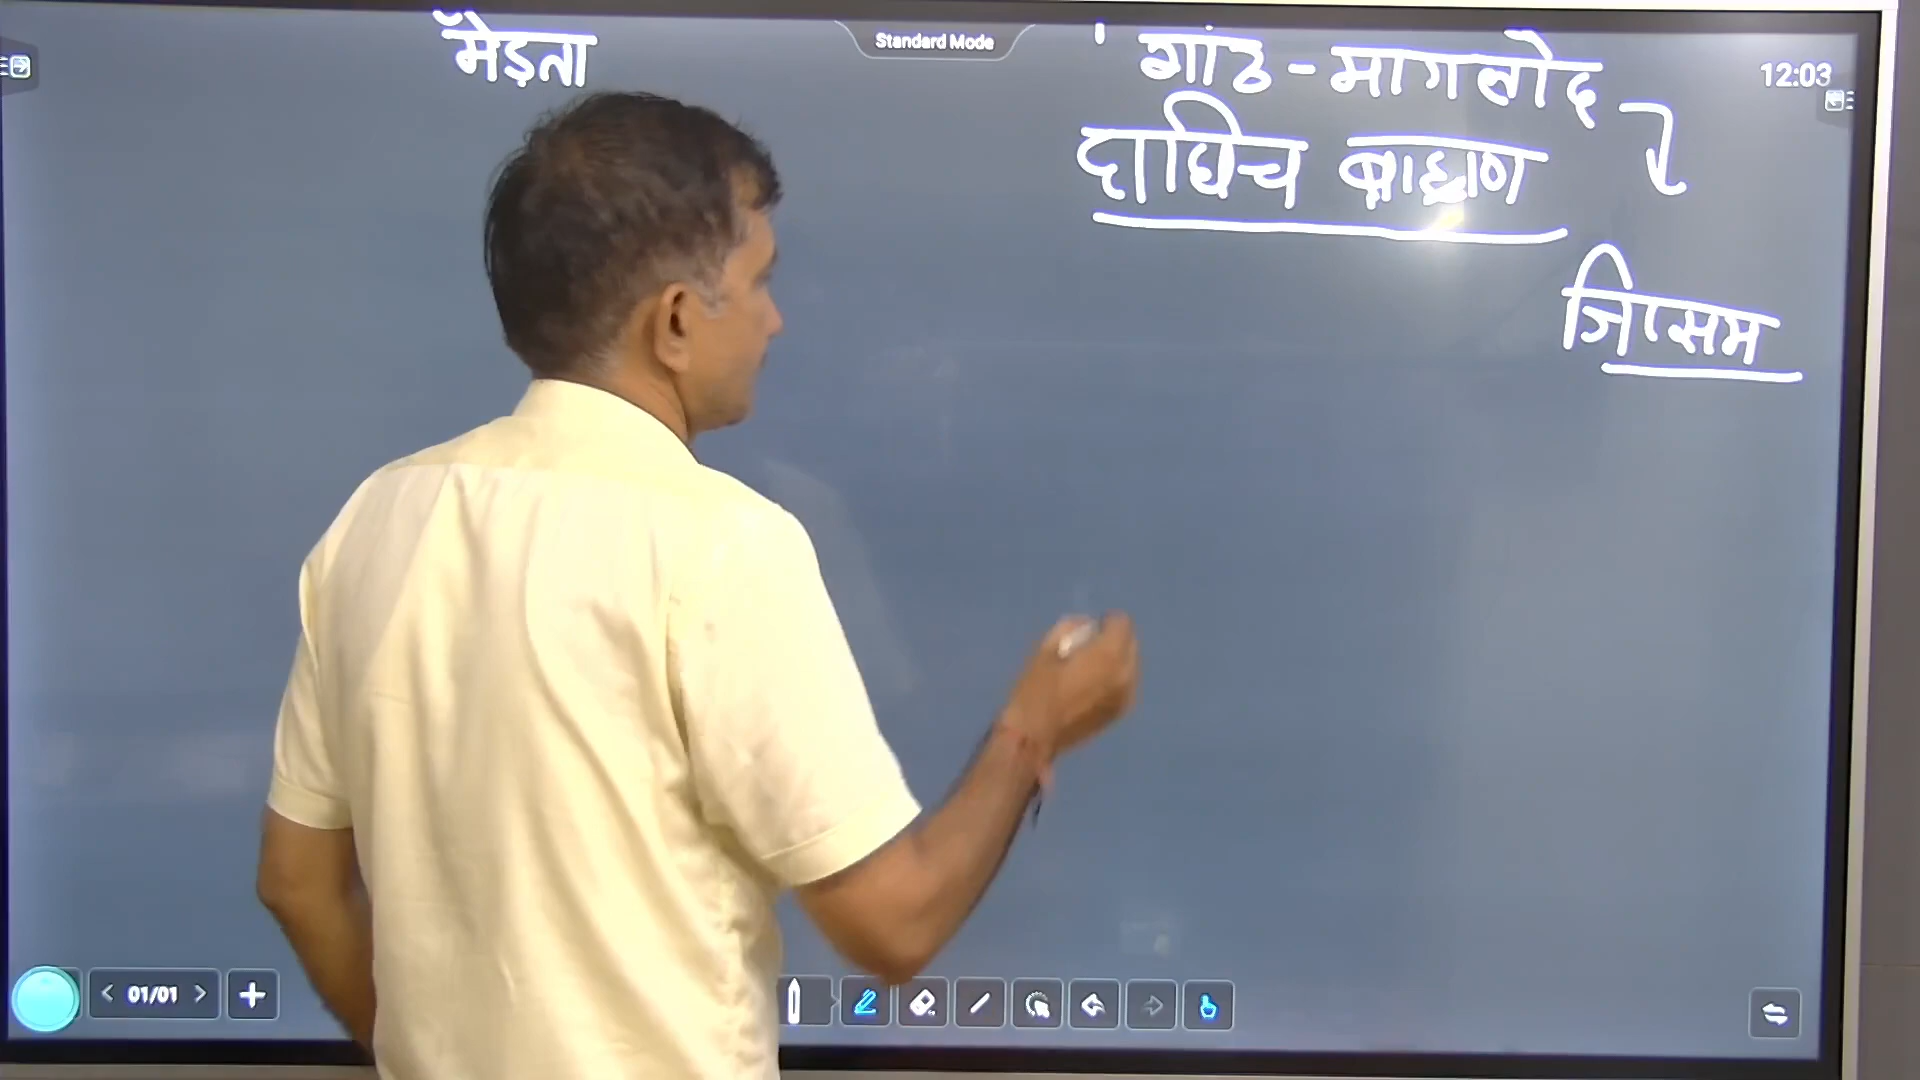 मेड़ता
Standard Mode
गांठ - मागलोद
12:03
दाधिच ब्राह्मण
जिप्सम
01/01